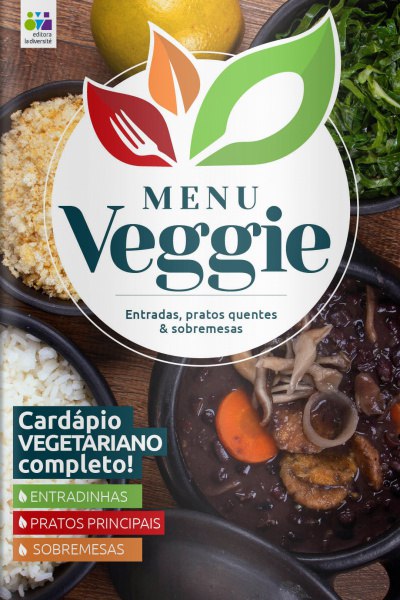 editora
la diversité
MENU
Veggie
Entradas, pratos quentes
& sobremesas
Cardápio
VEGETARIANO
completo!
ENTRADINHAS
PRATOS PRINCIPAIS
SOBREMESAS